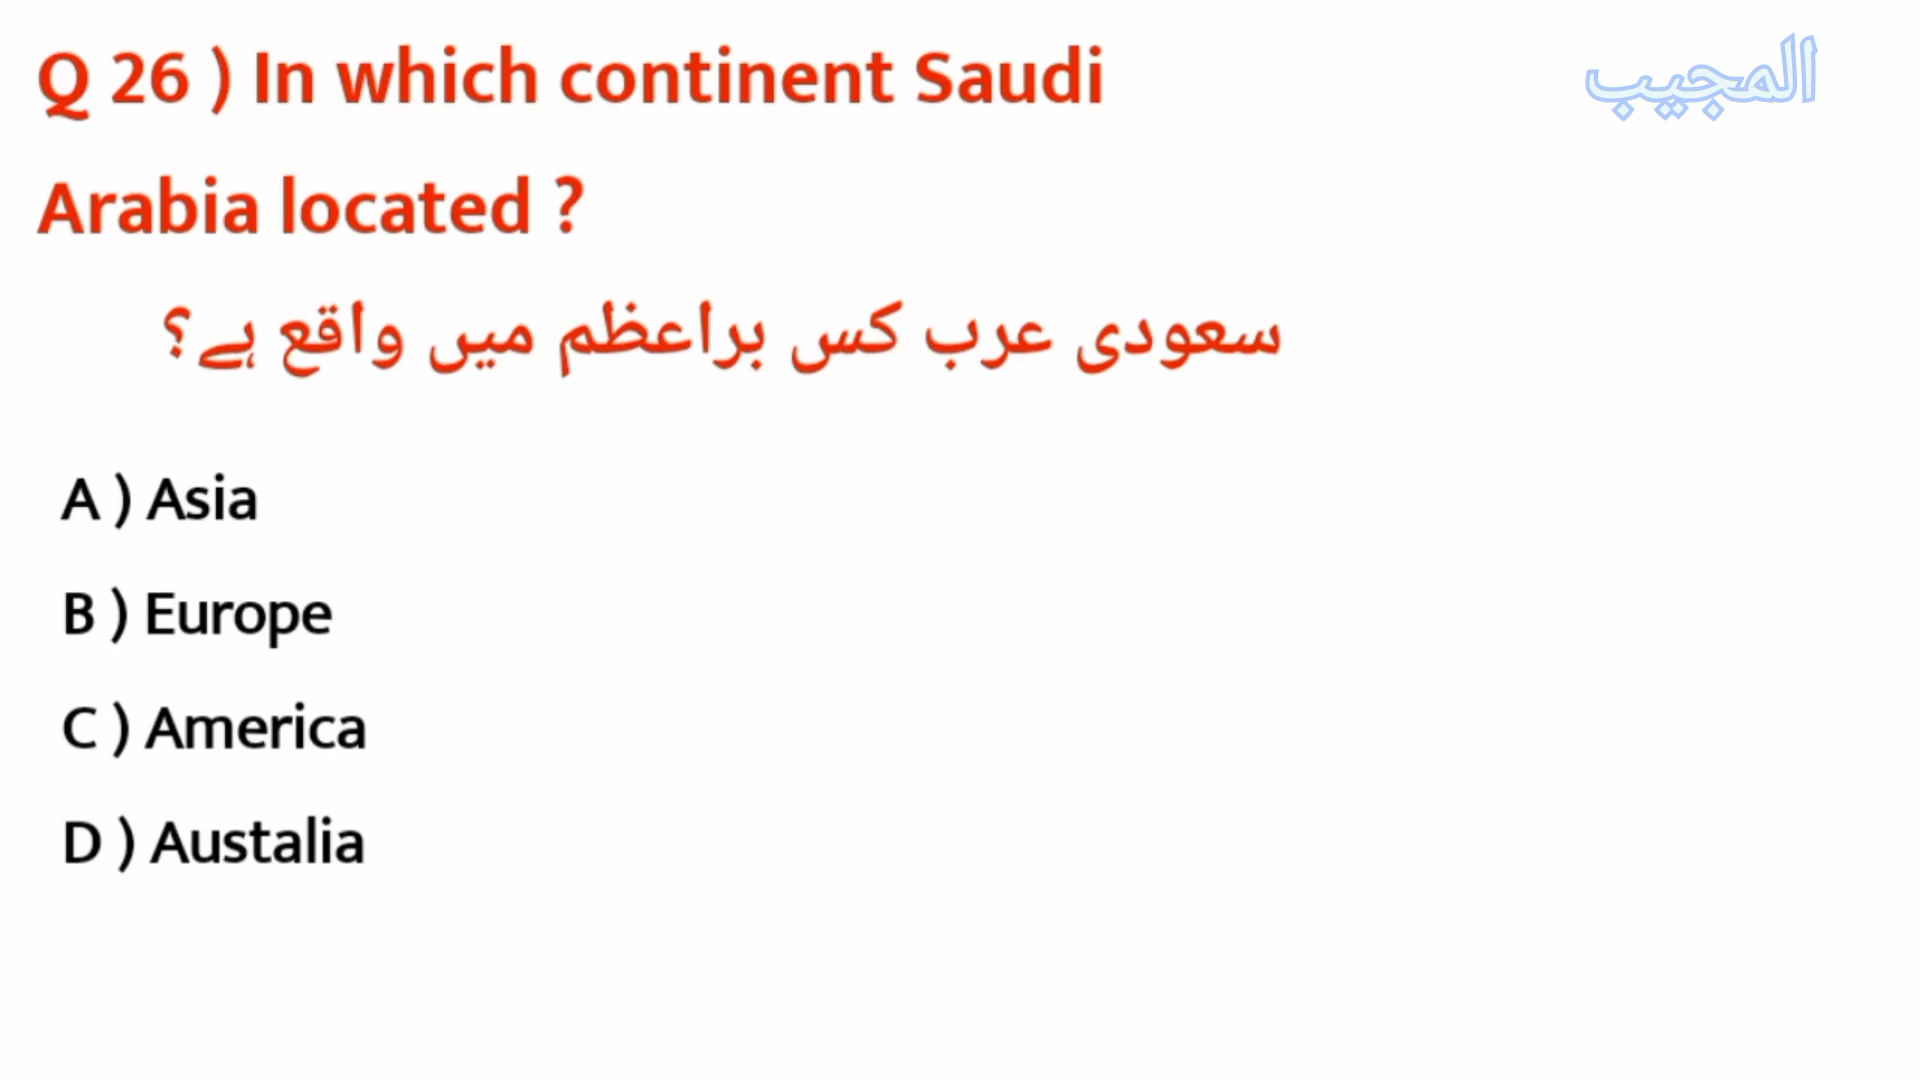 Q 26 ) In which continent Saudi
المجيب
Arabia located ?
سعودی عرب کس براعظم میں واقع ہے؟
A ) Asia
B ) Europe
C ) America
D ) Austalia